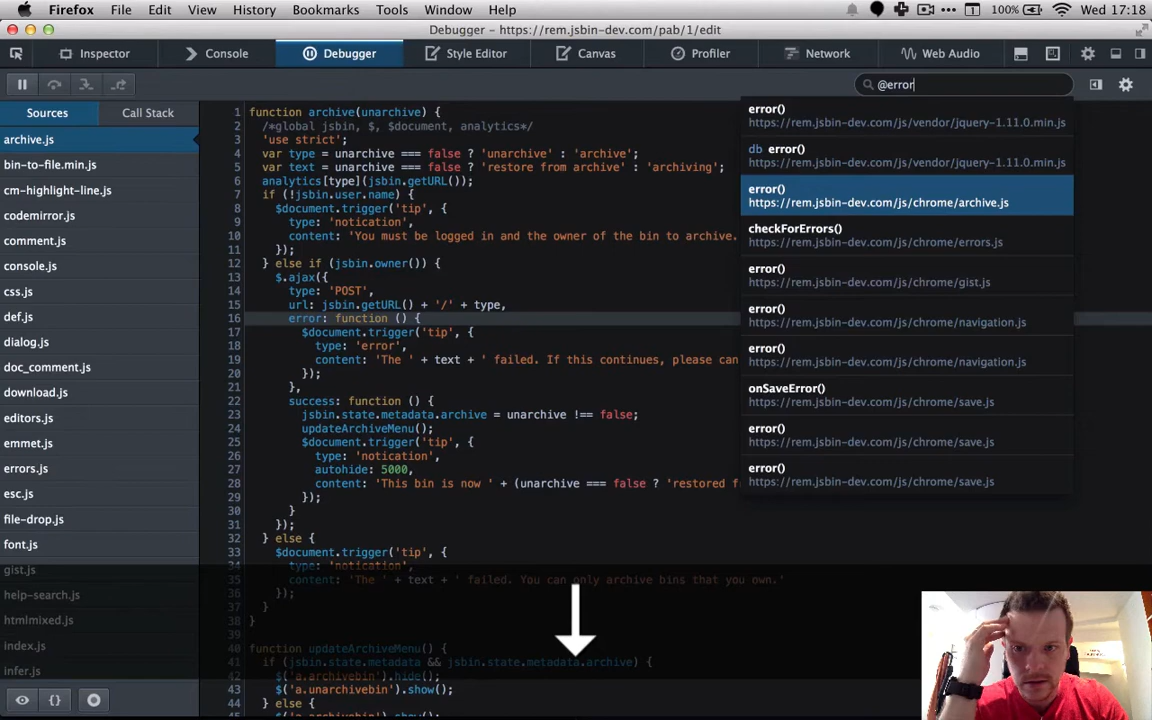 Firefox File Edit View History Bookmarks Tools Window Help 1 100% Wed 17:18
Debugger - https://rem.jsbin-dev.com/pab/1/edit
Inspector Console Debugger Style Editor Canvas Profiler Network Web Audio
@error
Sources Call Stack
archive.js
bin-to-file.min.js
cm-highlight-line.js
codemirror.js
comment.js
console.js
css.js
def.js
dialog.js
doc_comment.js
download.js
editors.js
emmet.js
errors.js
esc.js
file-drop.js
font.js
gist.js
help-search.js
htmlmixed.js
index.js
infer.js
{}
1 function archive(unarchive) {
2 /*global jsbin, $, $document, analytics*/
3 'use strict';
4 var type = unarchive === false ? 'unarchive' : 'archive';
5 var text = unarchive === false ? 'restore from archive' : 'archiving';
6 analytics[type](jsbin.getURL());
7 if (!jsbin.user.name) {
8 $document.trigger('tip', {
9 type: 'notication',
10 content: 'You must be logged in and the owner of the bin to archive.
11 });
12 } else if (jsbin.owner()) {
13 $.ajax({
14 type: 'POST',
15 url: jsbin.getURL() + '/' + type,
16 error: function () {
17 $document.trigger('tip', {
18 type: 'error',
19 content: 'The ' + text + ' failed. If this continues, please can
20 });
21 },
22 success: function () {
23 jsbin.state.metadata.archive = unarchive !== false;
24 updateArchiveMenu();
25 $document.trigger('tip', {
26 type: 'notication',
27 autohide: 5000,
28 content: 'This bin is now ' + (unarchive === false ? 'restored f
29 });
30 }
31 });
32 } else {
33 $document.trigger('tip', {
34 type: 'notication',
35 content: 'The ' + text + ' failed. You can only archive bins that you own.'
36 });
37 }
38 }
39
40 function updateArchiveMenu() {
41 if (jsbin.state.metadata && jsbin.state.metadata.archive) {
42 $('a.archivebin').hide();
43 $('a.unarchivebin').show();
44 } else {
45 $('a.archivebin').show();
error()
https://rem.jsbin-dev.com/js/vendor/jquery-1.11.0.min.js
db error()
https://rem.jsbin-dev.com/js/vendor/jquery-1.11.0.min.js
error()
https://rem.jsbin-dev.com/js/chrome/archive.js
checkForErrors()
https://rem.jsbin-dev.com/js/chrome/errors.js
error()
https://rem.jsbin-dev.com/js/chrome/gist.js
error()
https://rem.jsbin-dev.com/js/chrome/navigation.js
error()
https://rem.jsbin-dev.com/js/chrome/navigation.js
onSaveError()
https://rem.jsbin-dev.com/js/chrome/save.js
error()
https://rem.jsbin-dev.com/js/chrome/save.js
error()
https://rem.jsbin-dev.com/js/chrome/save.js